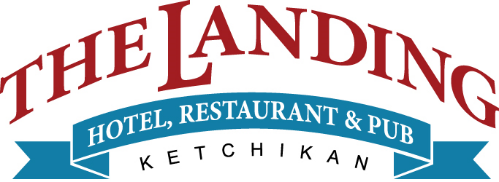 THE LANDING
HOTEL, RESTAURANT & PUB
KETCHIKAN